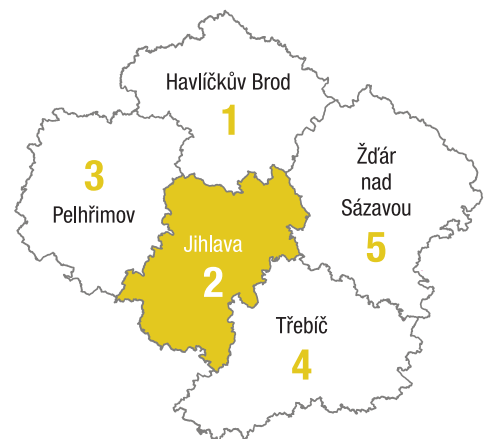 Havlíčkův Brod
1
3
Pelhřimov
Jihlava
2
Žďár
nad
Sázavou
5
Třebíč
4